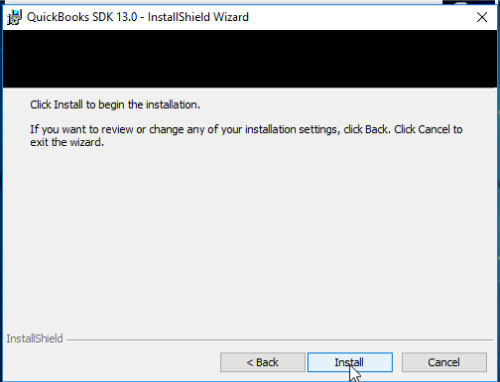 QuickBooks SDK 13.0 - InstallShield Wizard
Click Install to begin the installation.
If you want to review or change any of your installation settings, click Back. Click Cancel to
exit the wizard.
InstallShield
< Back
Install
Cancel